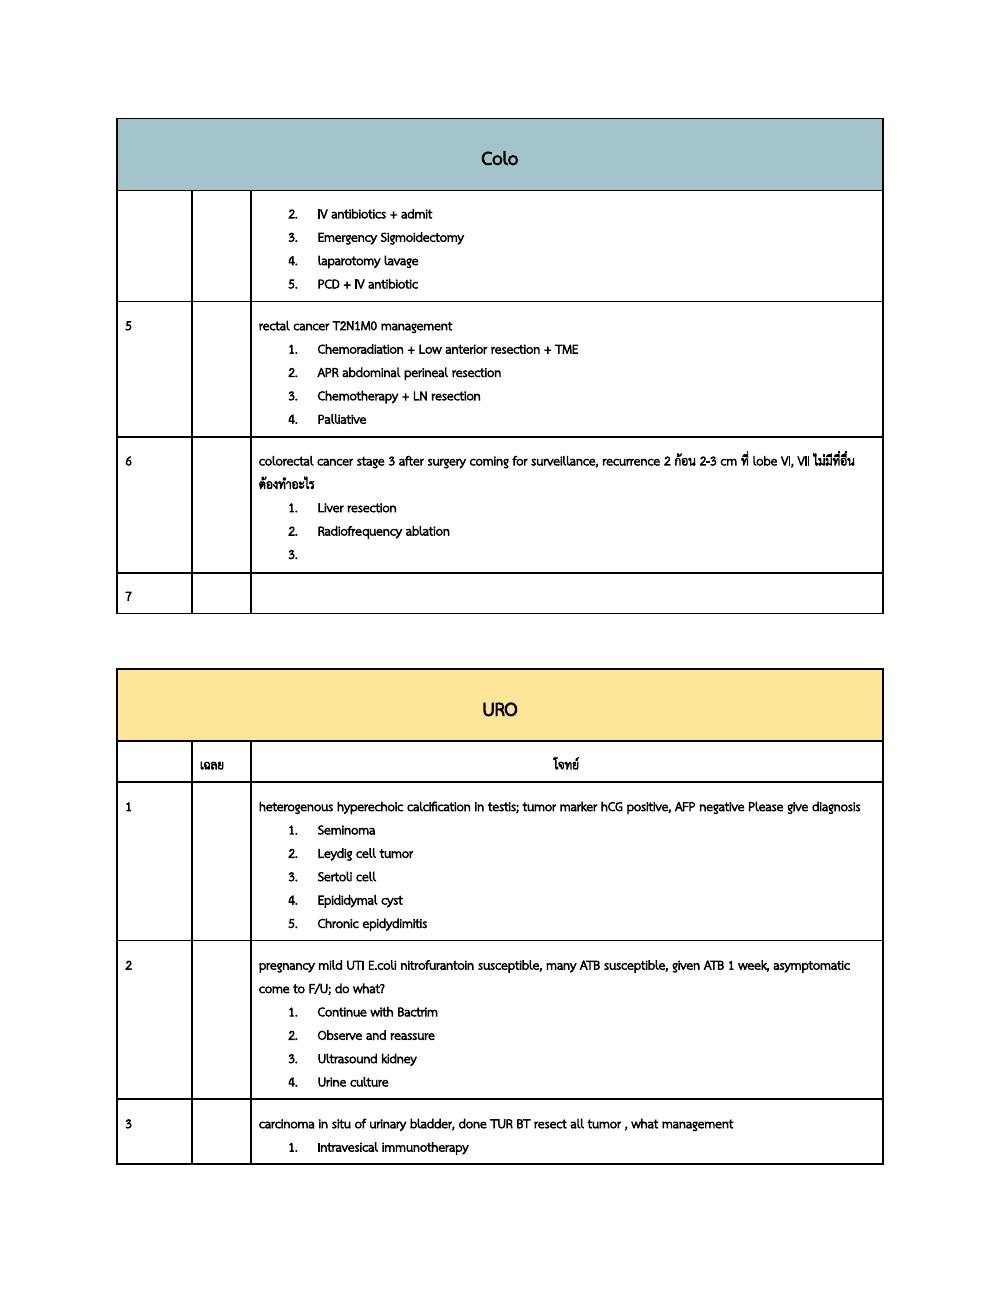 Colo
2. IV antibiotics + admit
3. Emergency Sigmoidectomy
4. laparotomy lavage
5. PCD + IV antibiotic
5 rectal cancer T2N1M0 management
1. Chemoradiation + Low anterior resection + TME
2. APR abdominal perineal resection
3. Chemotherapy + LN resection
4. Palliative
6 colorectal cancer stage 3 after surgery coming for surveillance, recurrence 2 ก้อน 2-3 cm ที่ lobe VI, VII ไม่มีที่อื่น
ต้องทำอะไร
1. Liver resection
2. Radiofrequency ablation
3.
7
URO
เฉลย โจทย์
1 heterogenous hyperechoic calcification in testis; tumor marker hCG positive, AFP negative Please give diagnosis
1. Seminoma
2. Leydig cell tumor
3. Sertoli cell
4. Epididymal cyst
5. Chronic epidydimitis
2 pregnancy mild UTI E.coli nitrofurantoin susceptible, many ATB susceptible, given ATB 1 week, asymptomatic
come to F/U; do what?
1. Continue with Bactrim
2. Observe and reassure
3. Ultrasound kidney
4. Urine culture
3 carcinoma in situ of urinary bladder, done TUR BT resect all tumor , what management
1. Intravesical immunotherapy